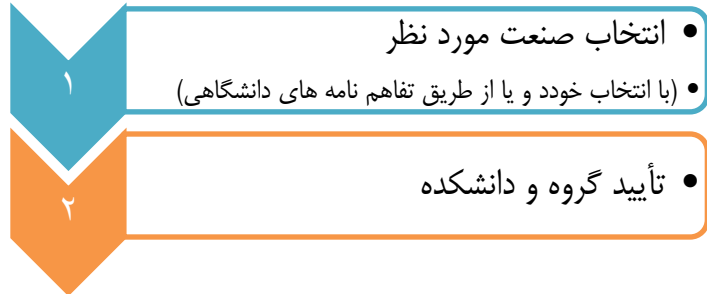 ۱
• انتخاب صنعت مورد نظر
• (با انتخاب خودد و یا از طریق تفاهم نامه های دانشگاهی)
۲
• تأیید گروه و دانشکده